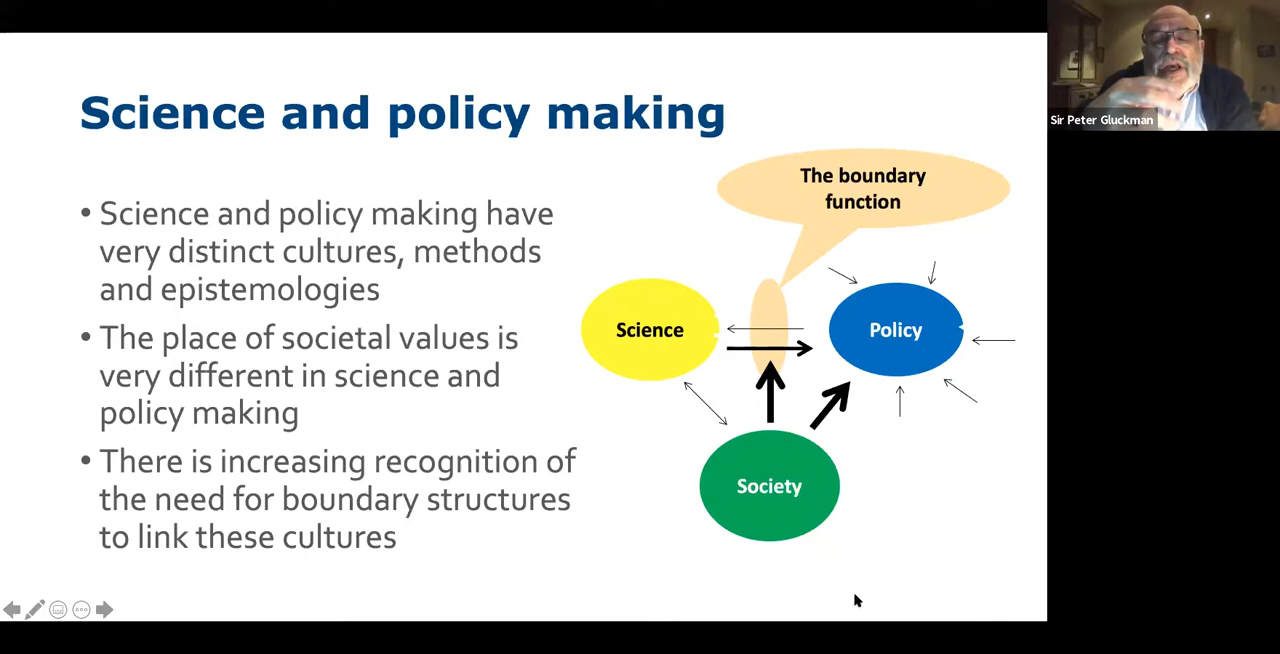 Science and policy making
• Science and policy making have
very distinct cultures, methods
and epistemologies
• The place of societal values is
very different in science and
policy making
• There is increasing recognition of
the need for boundary structures
to link these cultures
The boundary
function
Science
Policy
Society
Sir Peter Gluckman